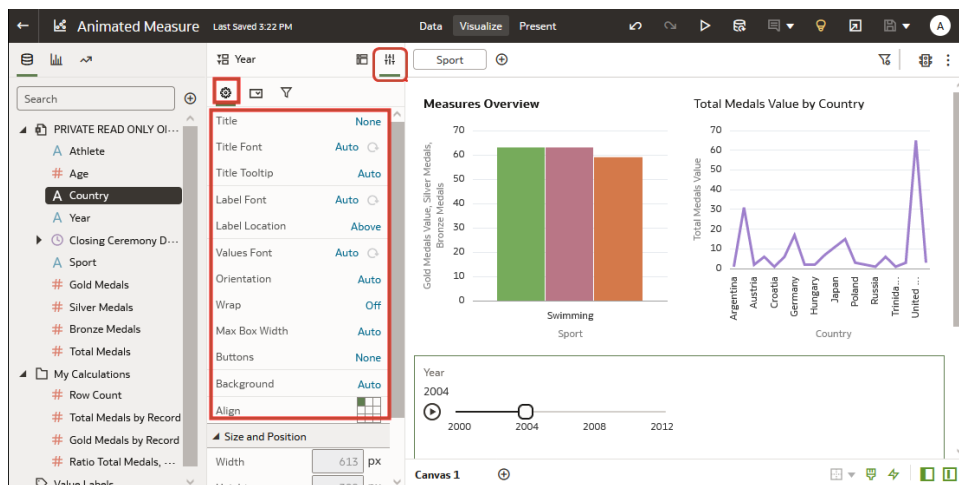 Animated Measure Last Saved 3:22 PM Data Visualize Present A
Year Sport
Search
PRIVATE READ ONLY Ol···
A Athlete
# Age
A Country
A Year
Closing Ceremony D···
A Sport
# Gold Medals
# Silver Medals
# Bronze Medals
# Total Medals
My Calculations
# Row Count
# Total Medals by Record
# Gold Medals by Record
# Ratio Total Medals, ···
Value Labels
Title None
Title Font Auto
Title Tooltip Auto
Label Font Auto
Label Location Above
Values Font Auto
Orientation Auto
Wrap Off
Max Box Width Auto
Buttons None
Background Auto
Align
Size and Position
Width 613 px
Measures Overview
Gold Medals Value, Silver Medals,
Bronze Medals
70
60
50
40
30
20
10
0
Swimming
Sport
Total Medals Value by Country
Total Medals Value
70
60
50
40
30
20
10
0
Argentina
Austria
Croatia
Germany
Hungary
Japan
Poland
Russia
Trinida...
United ...
Country
Year
2004
2000 2004 2008 2012
Canvas 1